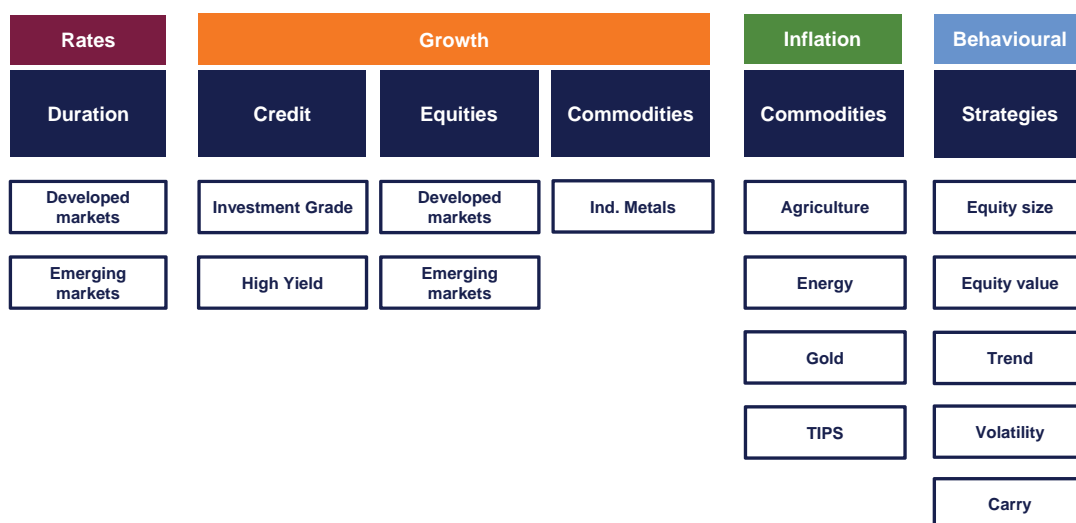 Rates
Growth
Inflation
Behavioural
Duration
Credit
Equities
Commodities
Commodities
Strategies
Developed
markets
Investment Grade
Developed
markets
Ind. Metals
Agriculture
Equity size
Emerging
markets
High Yield
Emerging
markets
Energy
Equity value
Gold
Trend
TIPS
Volatility
Carry